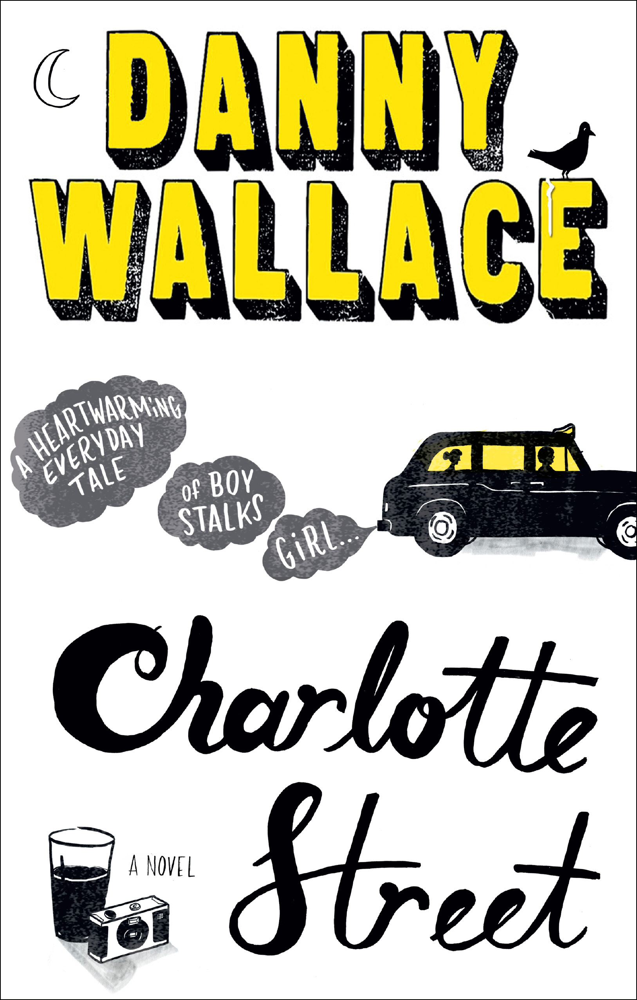 DANNY
WALLACE
A HEARTWARMiNG
EVERYDAY
TALE
of BOY
STALKS
GiRL...
Charlotte
Street
A NOVEL